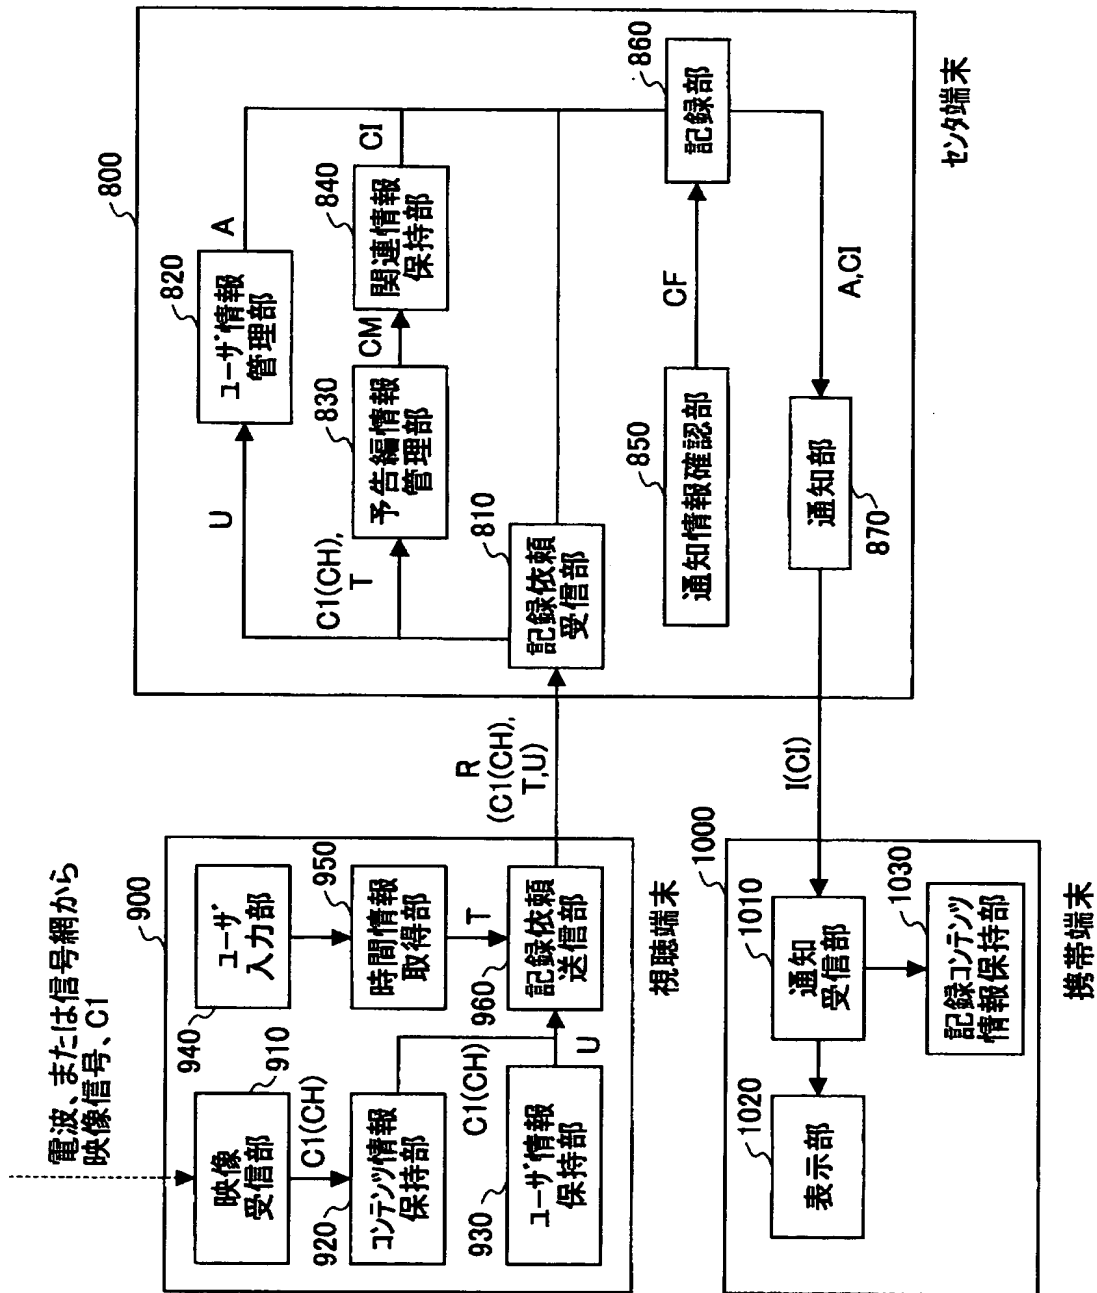 電波、または信号網から
映像信号、C1
900
910
映像
受信部
940
ユーザ
入力部
C1(CH)
920
コンテンツ情報
保持部
950
時間情報
取得部
T
C1(CH)
930
ユーザ情報
保持部
U
960
記録依頼
送信部
視聴端末
R
(C1(CH),
T,U)
800
820
ユーザ情報
管理部
U
A
C1(CH),
T
830
予告編情報
管理部
CM
840
関連情報
保持部
CI
810
記録依頼
受信部
860
記録部
850
通知情報確認部
CF
A,CI
通知部
870
センタ端末
I(CI)
1000
1010
通知
受信部
1020
表示部
1030
記録コンテンツ
情報保持部
携帯端末